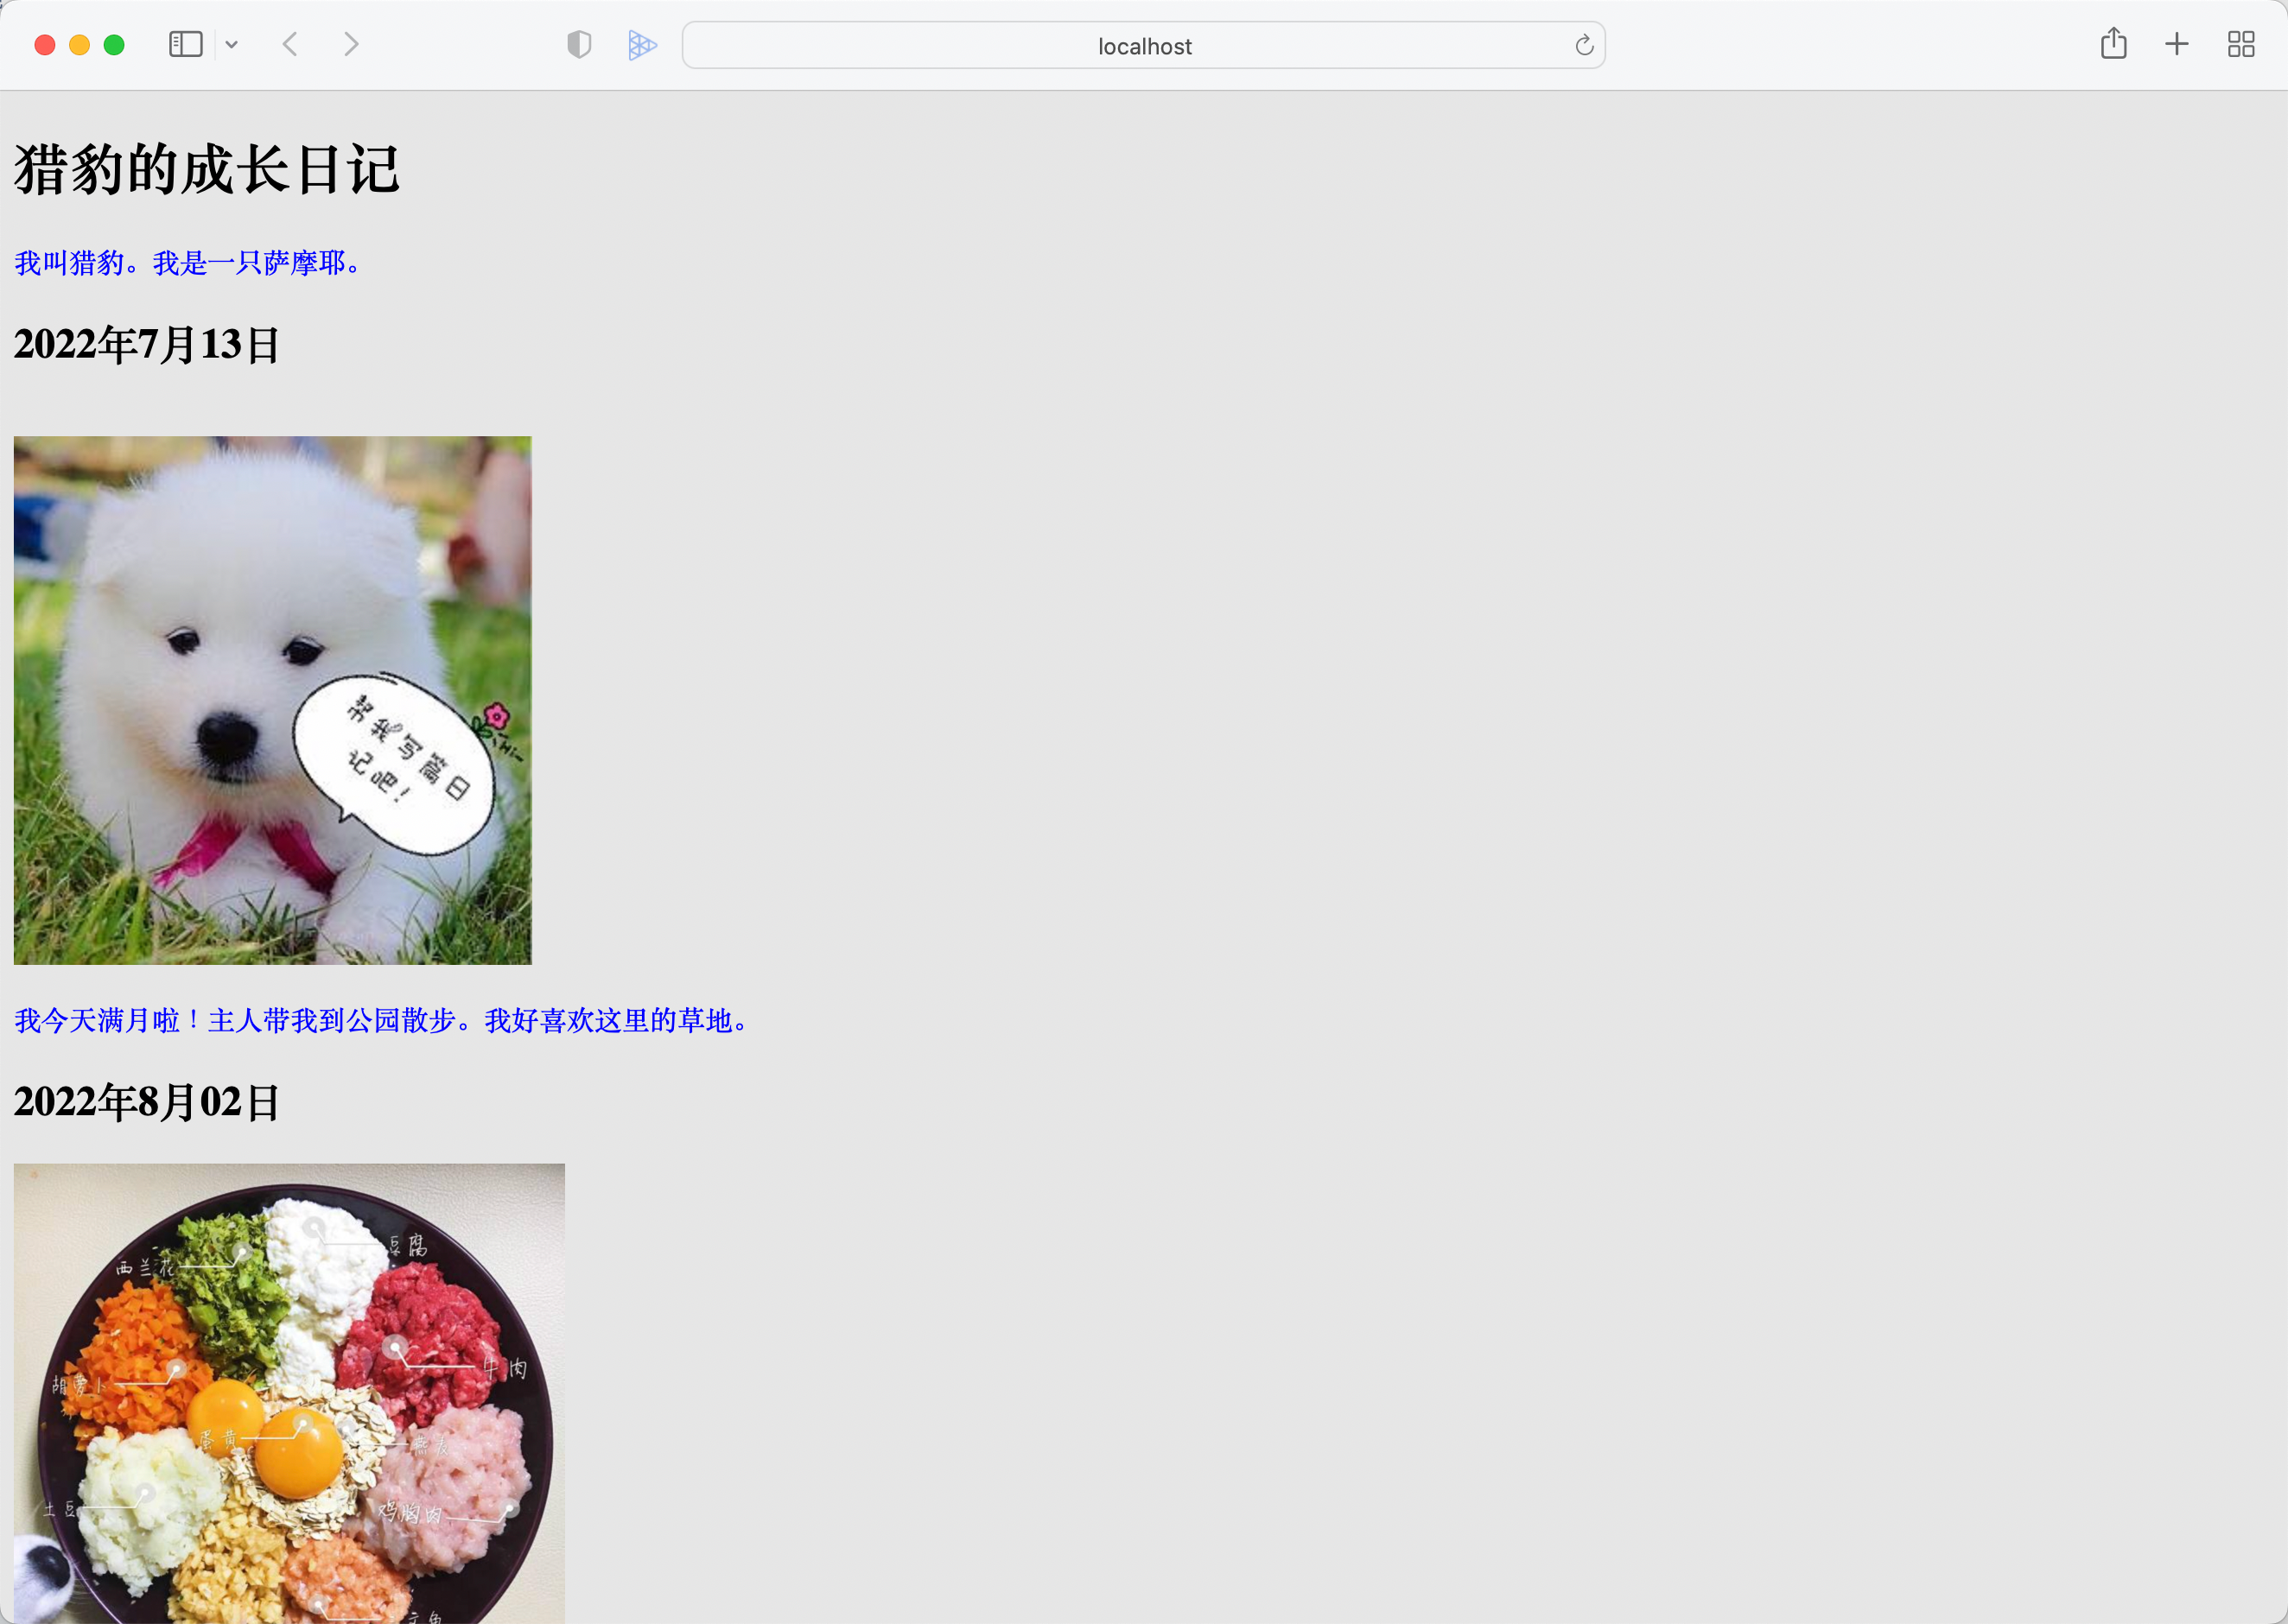 localhost
猎豹的成长日记
我叫猎豹。我是一只萨摩耶。
2022年7月13日
帮我写篇日
记吧！
我今天满月啦！主人带我到公园散步。我好喜欢这里的草地。
2022年8月02日
豆腐
西兰花
牛肉
胡萝卜
蛋黄
燕麦
土豆
鸡胸肉